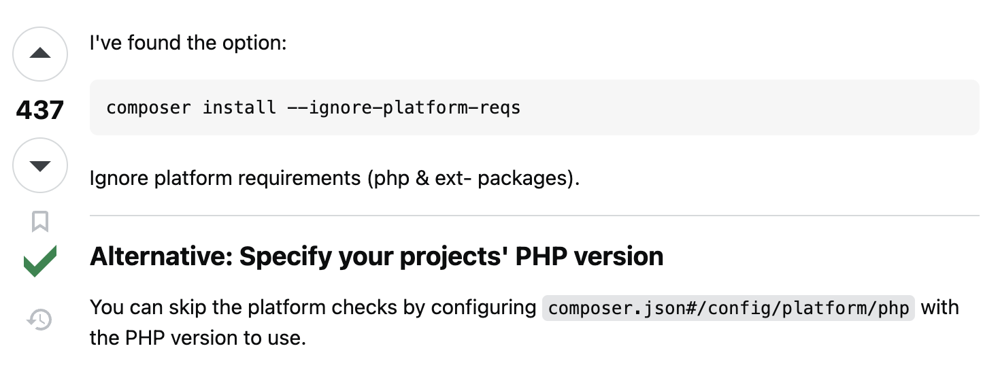 I've found the option:
437
composer install --ignore-platform-reqs
Ignore platform requirements (php & ext- packages).
Alternative: Specify your projects' PHP version
You can skip the platform checks by configuring composer.json#/config/platform/php with
the PHP version to use.